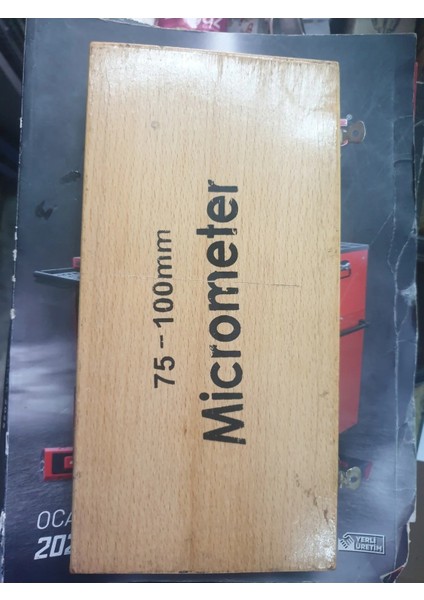 75--100mm
Micrometer
OCA
202
YERLİ
ÜRETİM